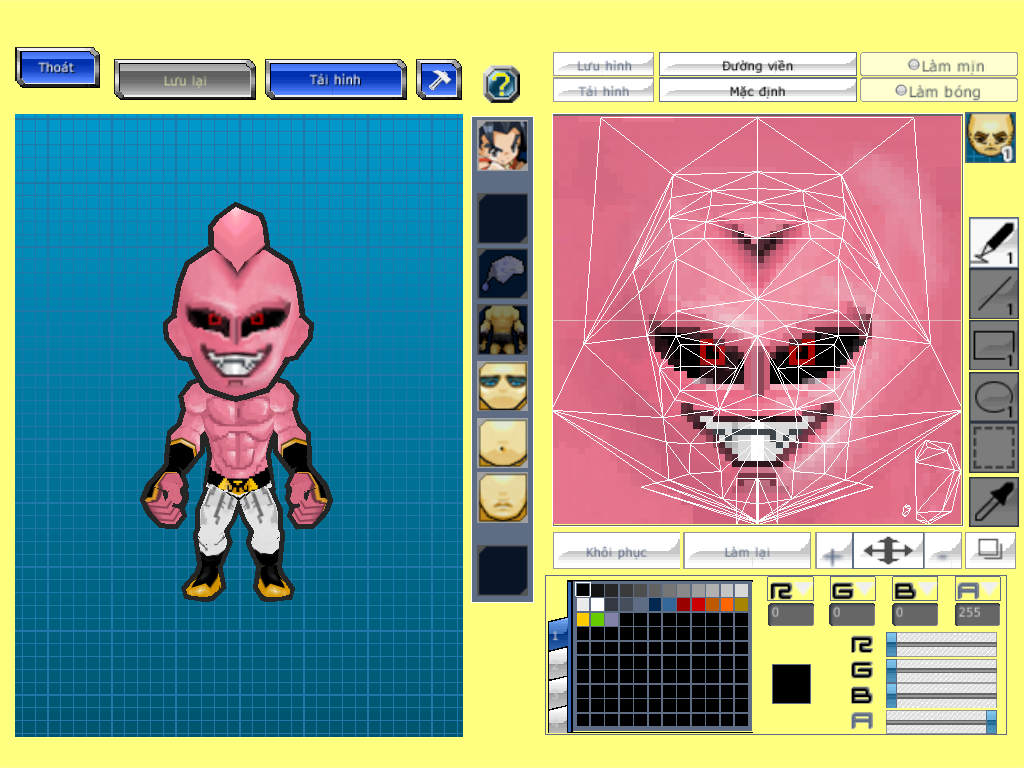 Thoát
Lưu lại
Tải hình
?
Lưu hình
Đường viền
Làm mịn
Tải hình
Mặc định
Làm bóng
1
1
1
1
1
Khôi phục
Làm lại
+
-
R G B A
0 0 0 255
1
R
G
B
A